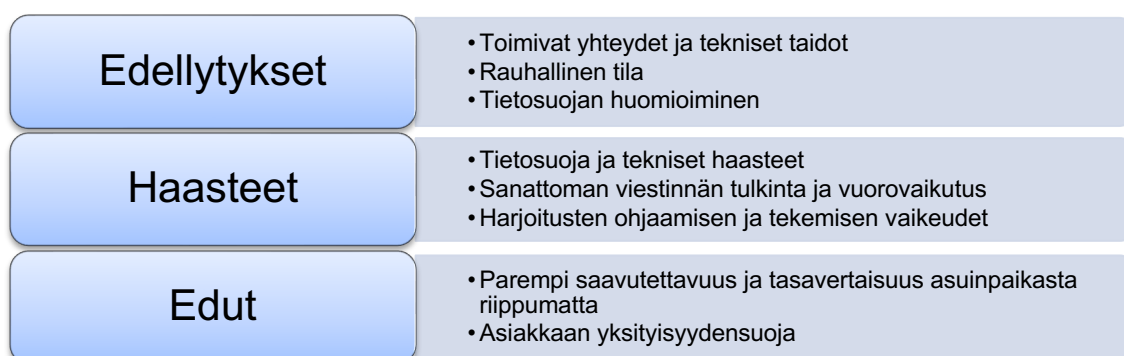 Edellytykset
• Toimivat yhteydet ja tekniset taidot
• Rauhallinen tila
• Tietosuojan huomioiminen
Haasteet
• Tietosuoja ja tekniset haasteet
• Sanattoman viestinnän tulkinta ja vuorovaikutus
• Harjoitusten ohjaamisen ja tekemisen vaikeudet
Edut
• Parempi saavutettavuus ja tasavertaisuus asuinpaikasta
riippumatta
• Asiakkaan yksityisyydensuoja